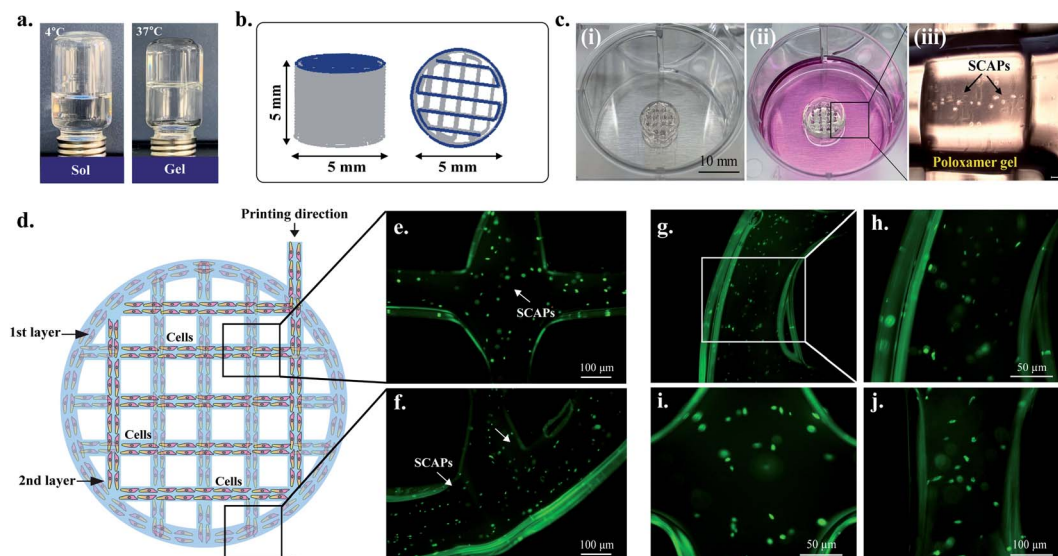 a.
4°C
37°C
Sol
Gel
b.
5 mm
5 mm
5 mm
c.
(i)
10 mm
(ii)
(iii)
SCAPs
Poloxamer gel
d.
Printing direction
1st layer
Cells
Cells
2nd layer
Cells
e.
SCAPs
100 µm
f.
SCAPs
100 µm
g.
100 µm
h.
50 µm
i.
50 µm
j.
100 µm